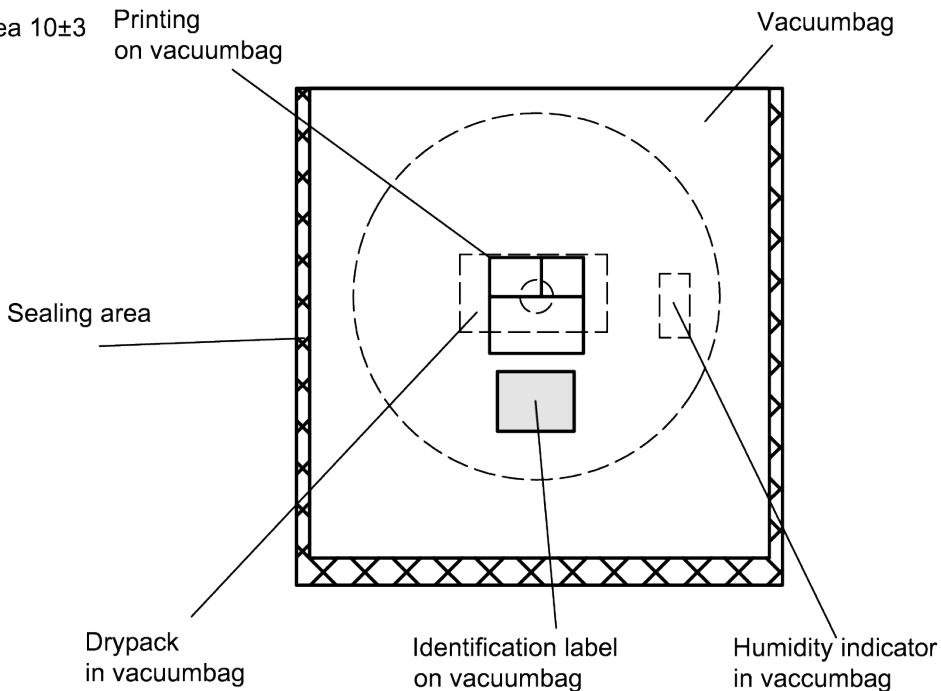 ea 10±3
Printing
on vacuumbag
Vacuumbag
Sealing area
Drypack
in vacuumbag
Identification label
on vacuumbag
Humidity indicator
in vaccumbag